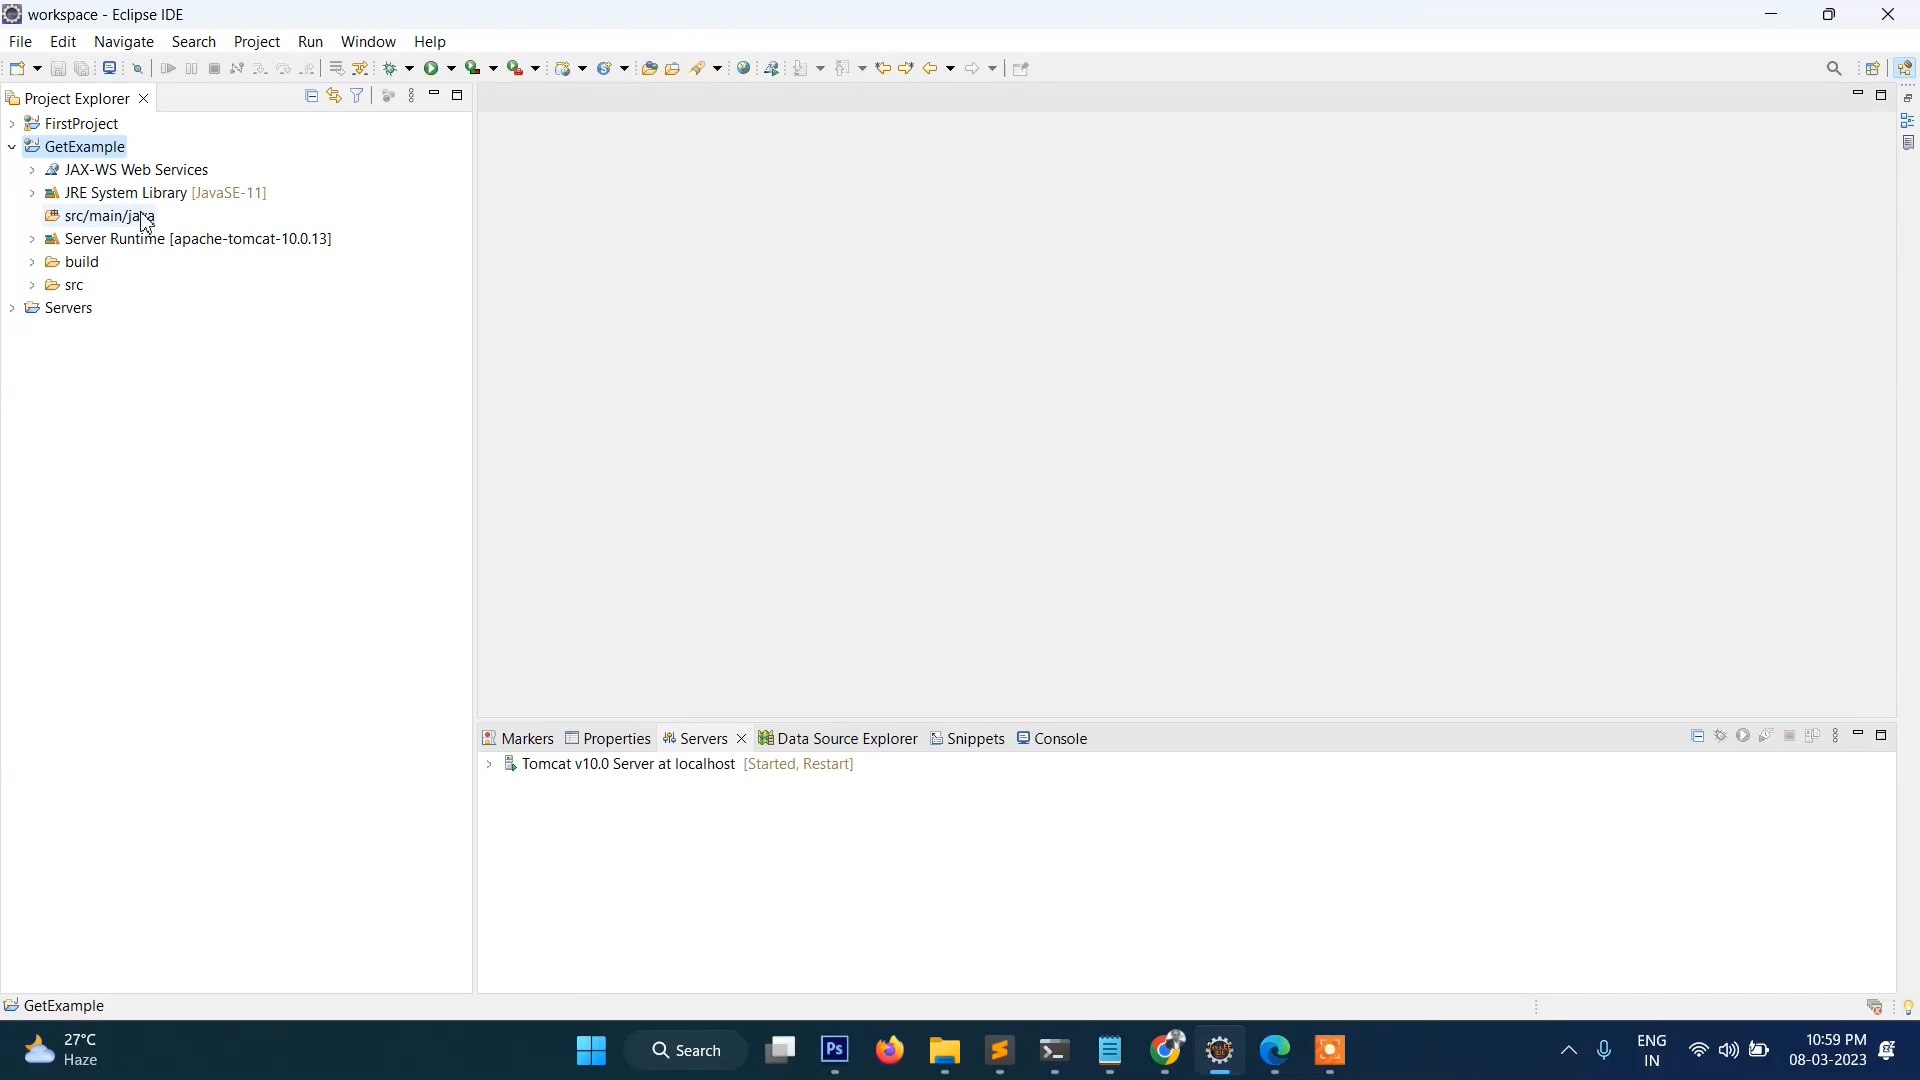 workspace - Eclipse IDE
File Edit Navigate Search Project Run Window Help
Project Explorer
FirstProject
GetExample
JAX-WS Web Services
JRE System Library [JavaSE-11]
src/main/java
Server Runtime [apache-tomcat-10.0.13]
build
src
Servers
Markers Properties Servers Data Source Explorer Snippets Console
Tomcat v10.0 Server at localhost [Started, Restart]
GetExample
27°C
Haze
Search
Ps
ENG
IN
10:59 PM
08-03-2023